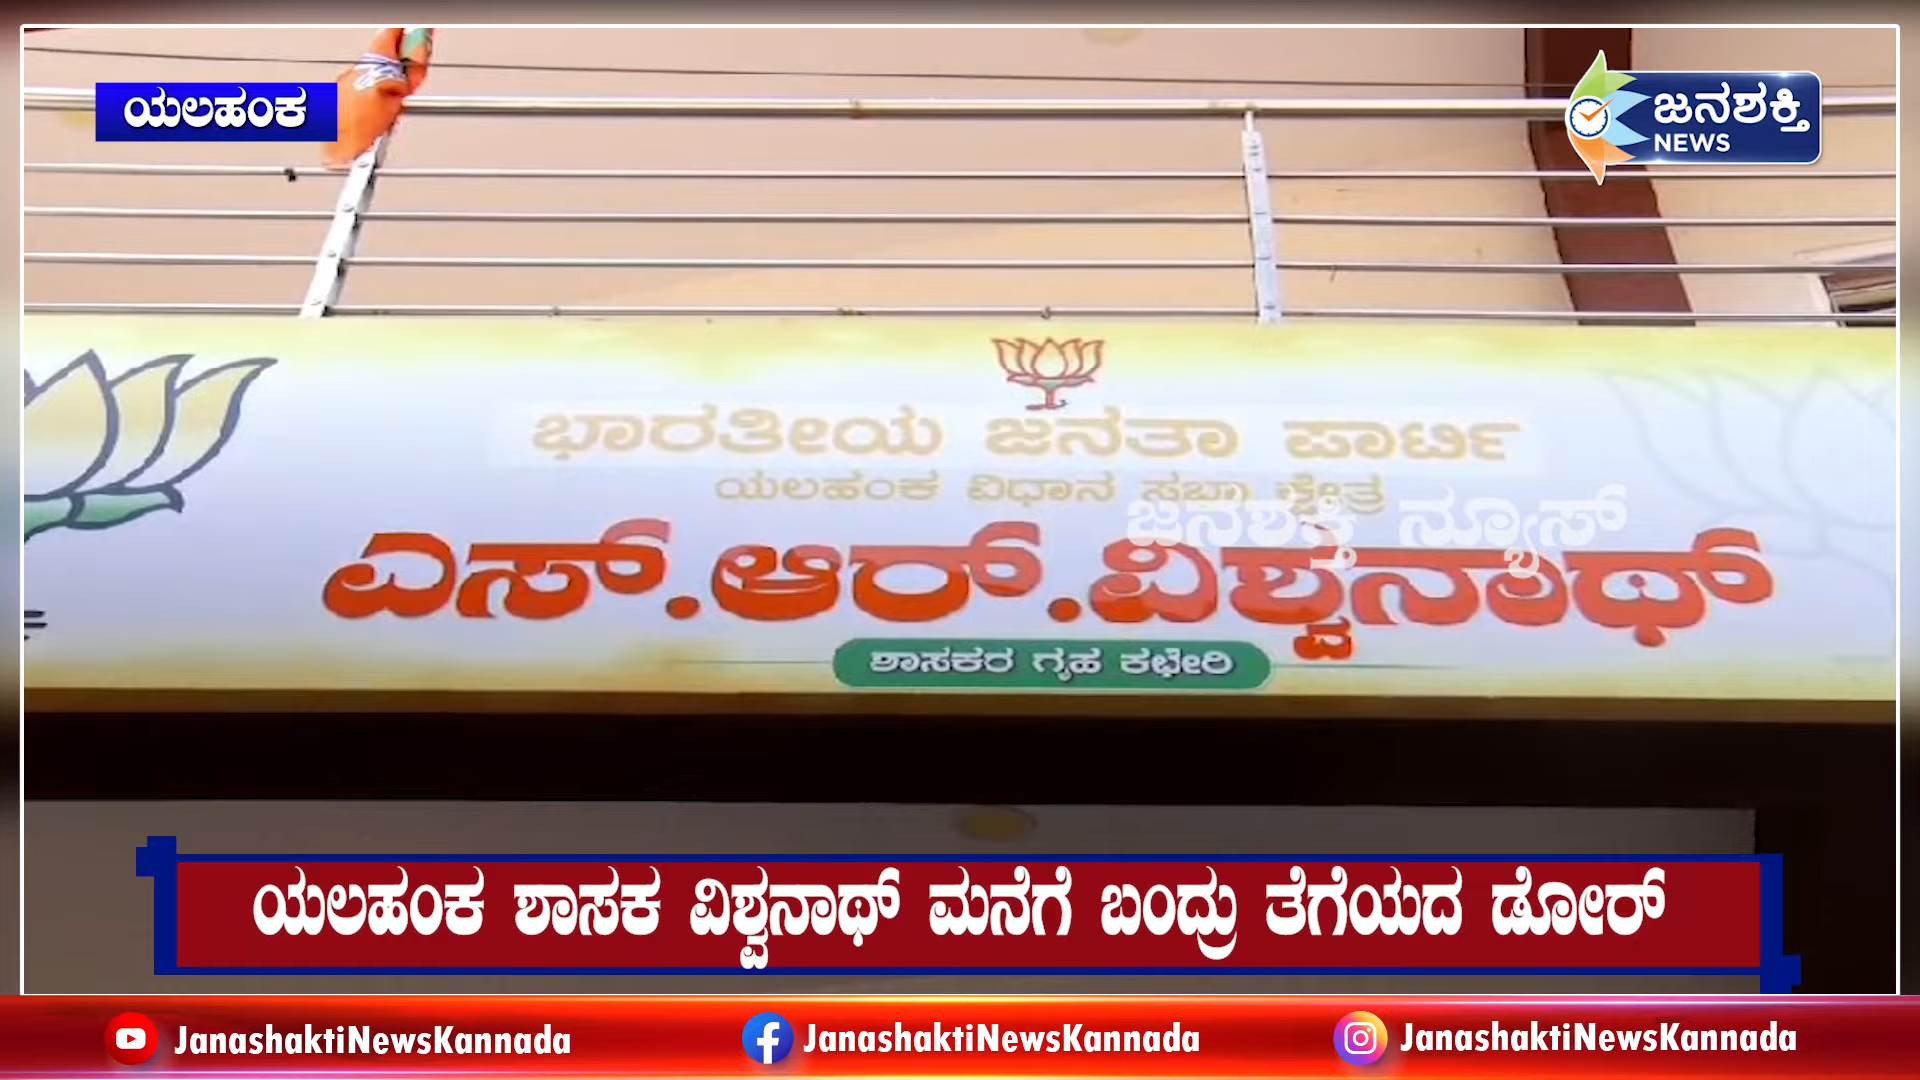 ಯಲಹಂಕ
ಜನಶಕ್ತಿ
NEWS
ಭಾರತೀಯ ಜನತಾ ಪಾರ್ಟಿ
ಯಲಹಂಕ ವಿಧಾನ ಸಭಾ ಕ್ಷೇತ್ರ
ಜನಶಕ್ತಿ ನ್ಯೂಸ್
ಎಸ್.ಆರ್.ವಿಶ್ವನಾಥ್
ಶಾಸಕರ ಗೃಹ ಕಛೇರಿ
ಯಲಹಂಕ ಶಾಸಕ ವಿಶ್ವನಾಥ್ ಮನೆಗೆ ಬಂದ್ರು ತೆಗೆಯದ ಡೋರ್
JanashaktiNewsKannada JanashaktiNewsKannada JanashaktiNewsKannada